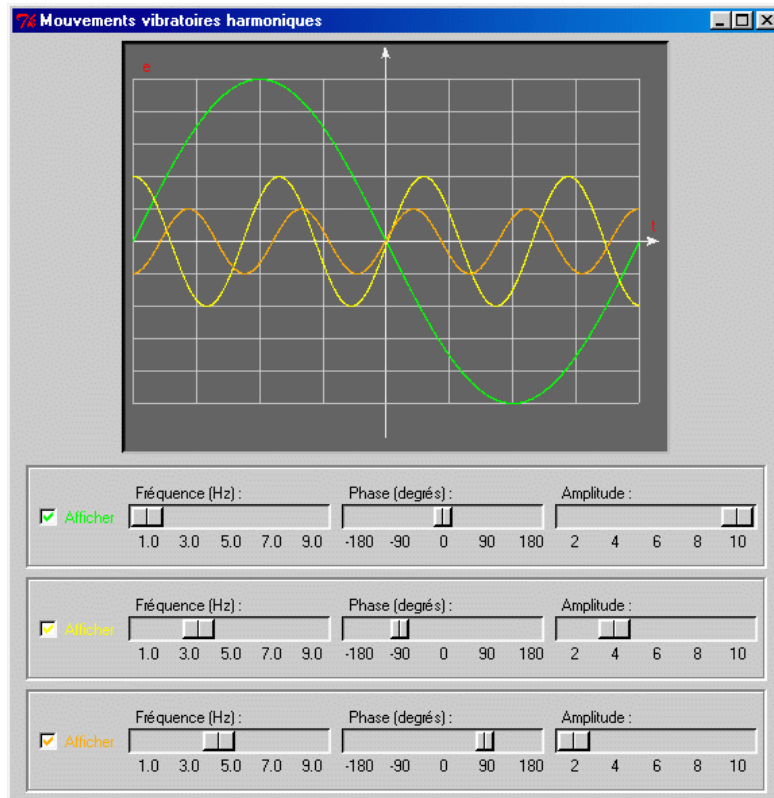 Mouvements vibratoires harmoniques
e
t
Afficher
Fréquence (Hz) : Phase (degrés) : Amplitude :
1.0 3.0 5.0 7.0 9.0 -180 -90 0 90 180 2 4 6 8 10
Afficher
Fréquence (Hz) : Phase (degrés) : Amplitude :
1.0 3.0 5.0 7.0 9.0 -180 -90 0 90 180 2 4 6 8 10
Afficher
Fréquence (Hz) : Phase (degrés) : Amplitude :
1.0 3.0 5.0 7.0 9.0 -180 -90 0 90 180 2 4 6 8 10